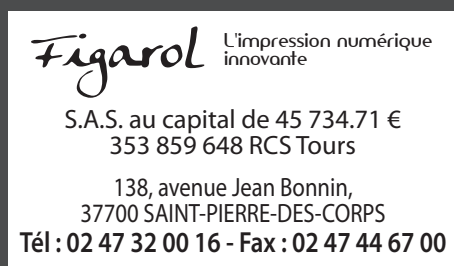 Figarol L'impression numérique
innovante
S.A.S. au capital de 45 734.71 €
353 859 648 RCS Tours
138, avenue Jean Bonnin,
37700 SAINT-PIERRE-DES-CORPS
Tél : 02 47 32 00 16 - Fax : 02 47 44 67 00